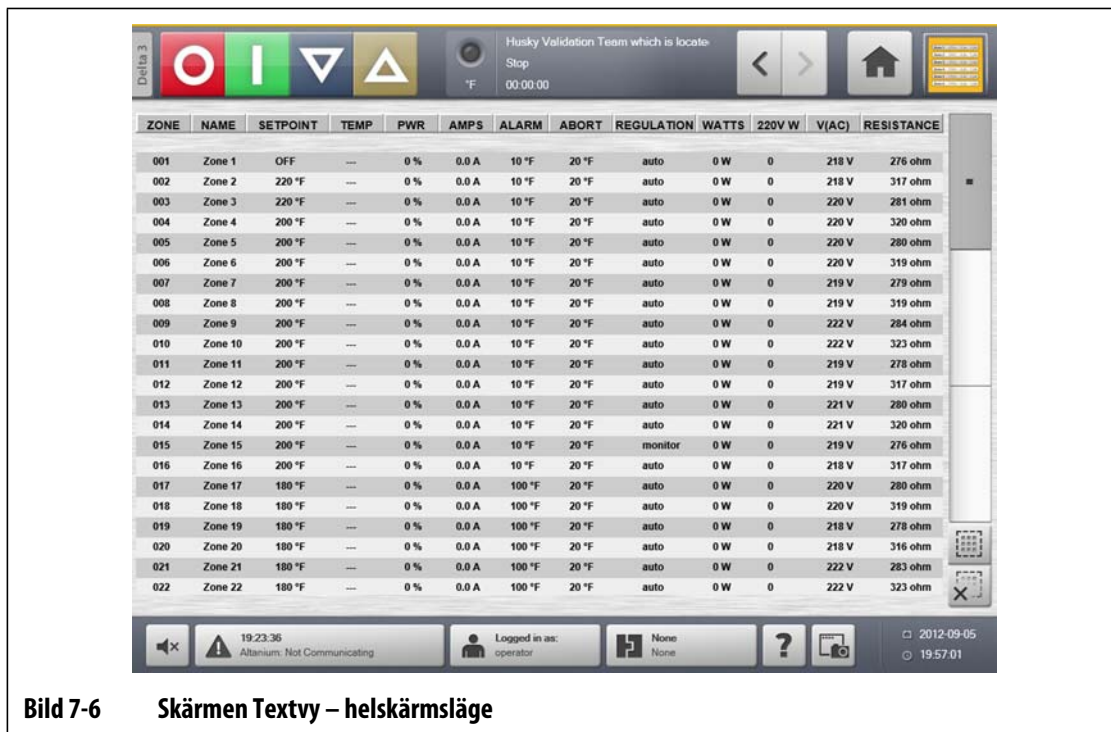 Delta 3
Husky Validation Team which is locate
Stop
°F 00:00:00
ZONE NAME SETPOINT TEMP PWR AMPS ALARM ABORT REGULATION WATTS 220V W V(AC) RESISTANCE
001 Zone 1 OFF --- 0 % 0.0 A 10 °F 20 °F auto 0 W 0 218 V 276 ohm
002 Zone 2 220 °F --- 0 % 0.0 A 10 °F 20 °F auto 0 W 0 218 V 317 ohm
003 Zone 3 220 °F --- 0 % 0.0 A 10 °F 20 °F auto 0 W 0 220 V 281 ohm
004 Zone 4 200 °F --- 0 % 0.0 A 10 °F 20 °F auto 0 W 0 220 V 320 ohm
005 Zone 5 200 °F --- 0 % 0.0 A 10 °F 20 °F auto 0 W 0 220 V 280 ohm
006 Zone 6 200 °F --- 0 % 0.0 A 10 °F 20 °F auto 0 W 0 220 V 319 ohm
007 Zone 7 200 °F --- 0 % 0.0 A 10 °F 20 °F auto 0 W 0 219 V 279 ohm
008 Zone 8 200 °F --- 0 % 0.0 A 10 °F 20 °F auto 0 W 0 219 V 319 ohm
009 Zone 9 200 °F --- 0 % 0.0 A 10 °F 20 °F auto 0 W 0 222 V 284 ohm
010 Zone 10 200 °F --- 0 % 0.0 A 10 °F 20 °F auto 0 W 0 222 V 323 ohm
011 Zone 11 200 °F --- 0 % 0.0 A 10 °F 20 °F auto 0 W 0 219 V 278 ohm
012 Zone 12 200 °F --- 0 % 0.0 A 10 °F 20 °F auto 0 W 0 219 V 317 ohm
013 Zone 13 200 °F --- 0 % 0.0 A 10 °F 20 °F auto 0 W 0 221 V 280 ohm
014 Zone 14 200 °F --- 0 % 0.0 A 10 °F 20 °F auto 0 W 0 221 V 320 ohm
015 Zone 15 200 °F --- 0 % 0.0 A 10 °F 20 °F monitor 0 W 0 219 V 276 ohm
016 Zone 16 200 °F --- 0 % 0.0 A 10 °F 20 °F auto 0 W 0 218 V 317 ohm
017 Zone 17 180 °F --- 0 % 0.0 A 100 °F 20 °F auto 0 W 0 220 V 280 ohm
018 Zone 18 180 °F --- 0 % 0.0 A 100 °F 20 °F auto 0 W 0 220 V 319 ohm
019 Zone 19 180 °F --- 0 % 0.0 A 100 °F 20 °F auto 0 W 0 218 V 278 ohm
020 Zone 20 180 °F --- 0 % 0.0 A 100 °F 20 °F auto 0 W 0 218 V 316 ohm
021 Zone 21 180 °F --- 0 % 0.0 A 100 °F 20 °F auto 0 W 0 222 V 283 ohm
022 Zone 22 180 °F --- 0 % 0.0 A 100 °F 20 °F auto 0 W 0 222 V 323 ohm
19:23:36
Altanium: Not Communicating
Logged in as:
operator
None
None
?
2012-09-05
19:57:01
Bild 7-6 Skärmen Textvy – helskärmsläge